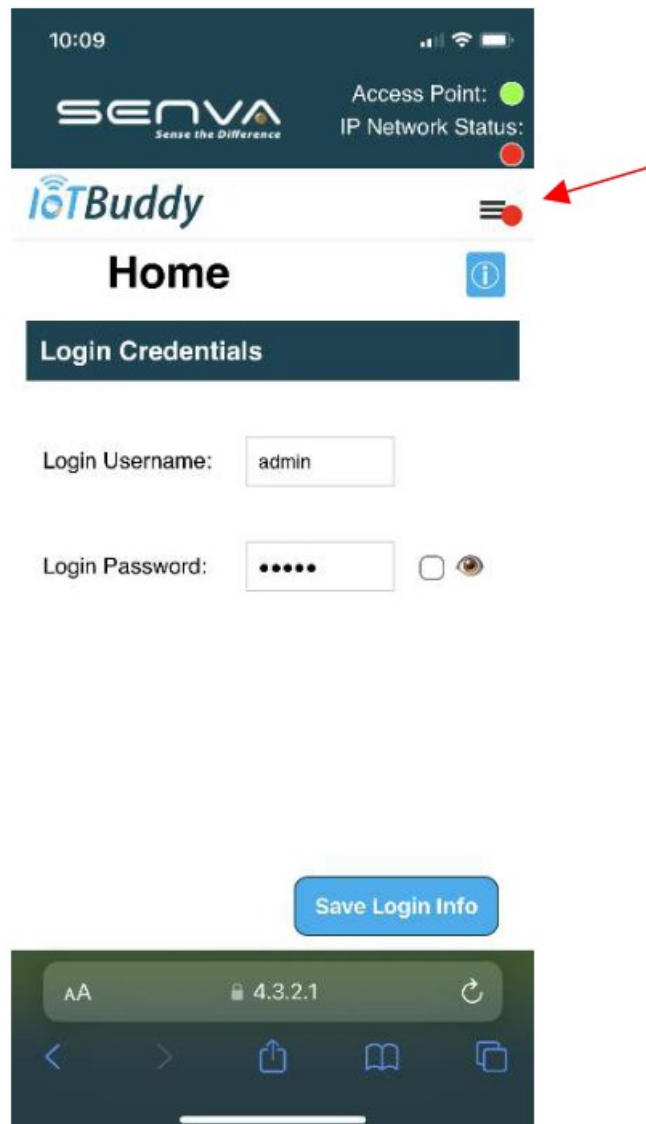 10:09
SENVA
Sense the Difference
Access Point:
IP Network Status:
IoTBuddy
Home
i
Login Credentials
Login Username: admin
Login Password: •••••
Save Login Info
AA 4.3.2.1